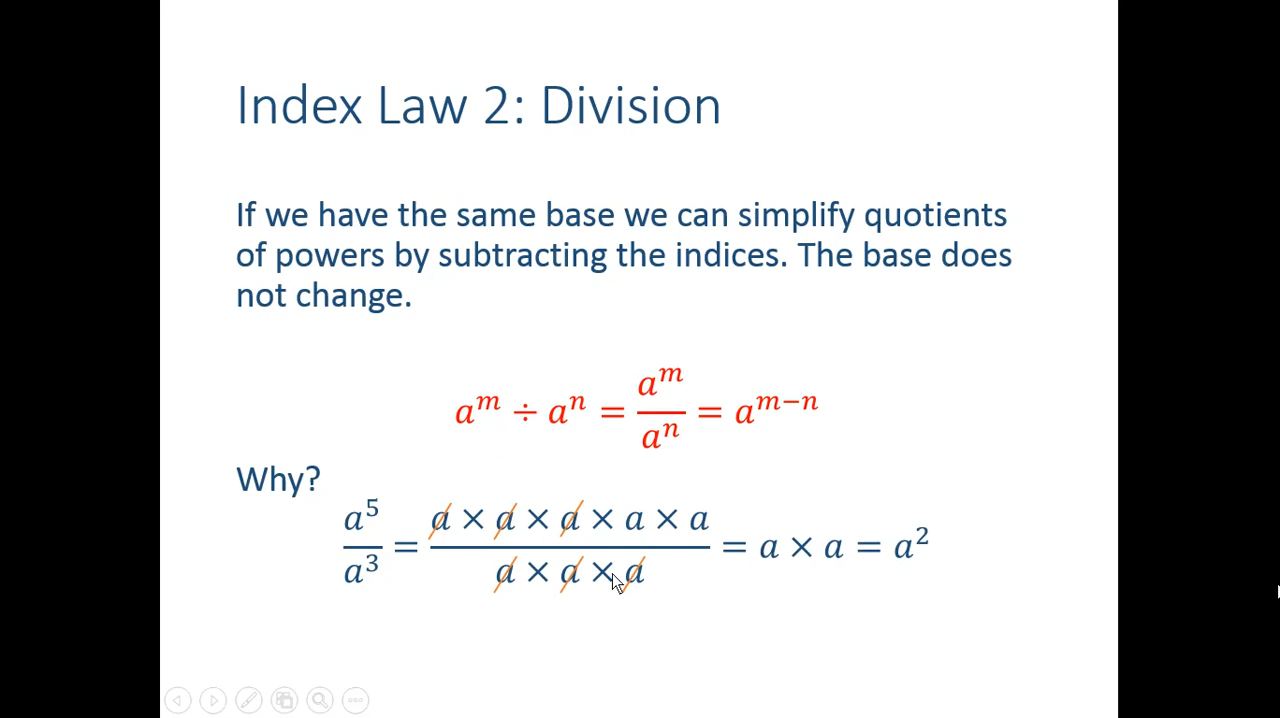 Index Law 2: Division
If we have the same base we can simplify quotients
of powers by subtracting the indices. The base does
not change.
a^m ÷ a^n = a^m / a^n = a^{m−n}
Why?
a^5 / a^3 = (a × a × a × a × a) / (a × a × a) = a × a = a^2